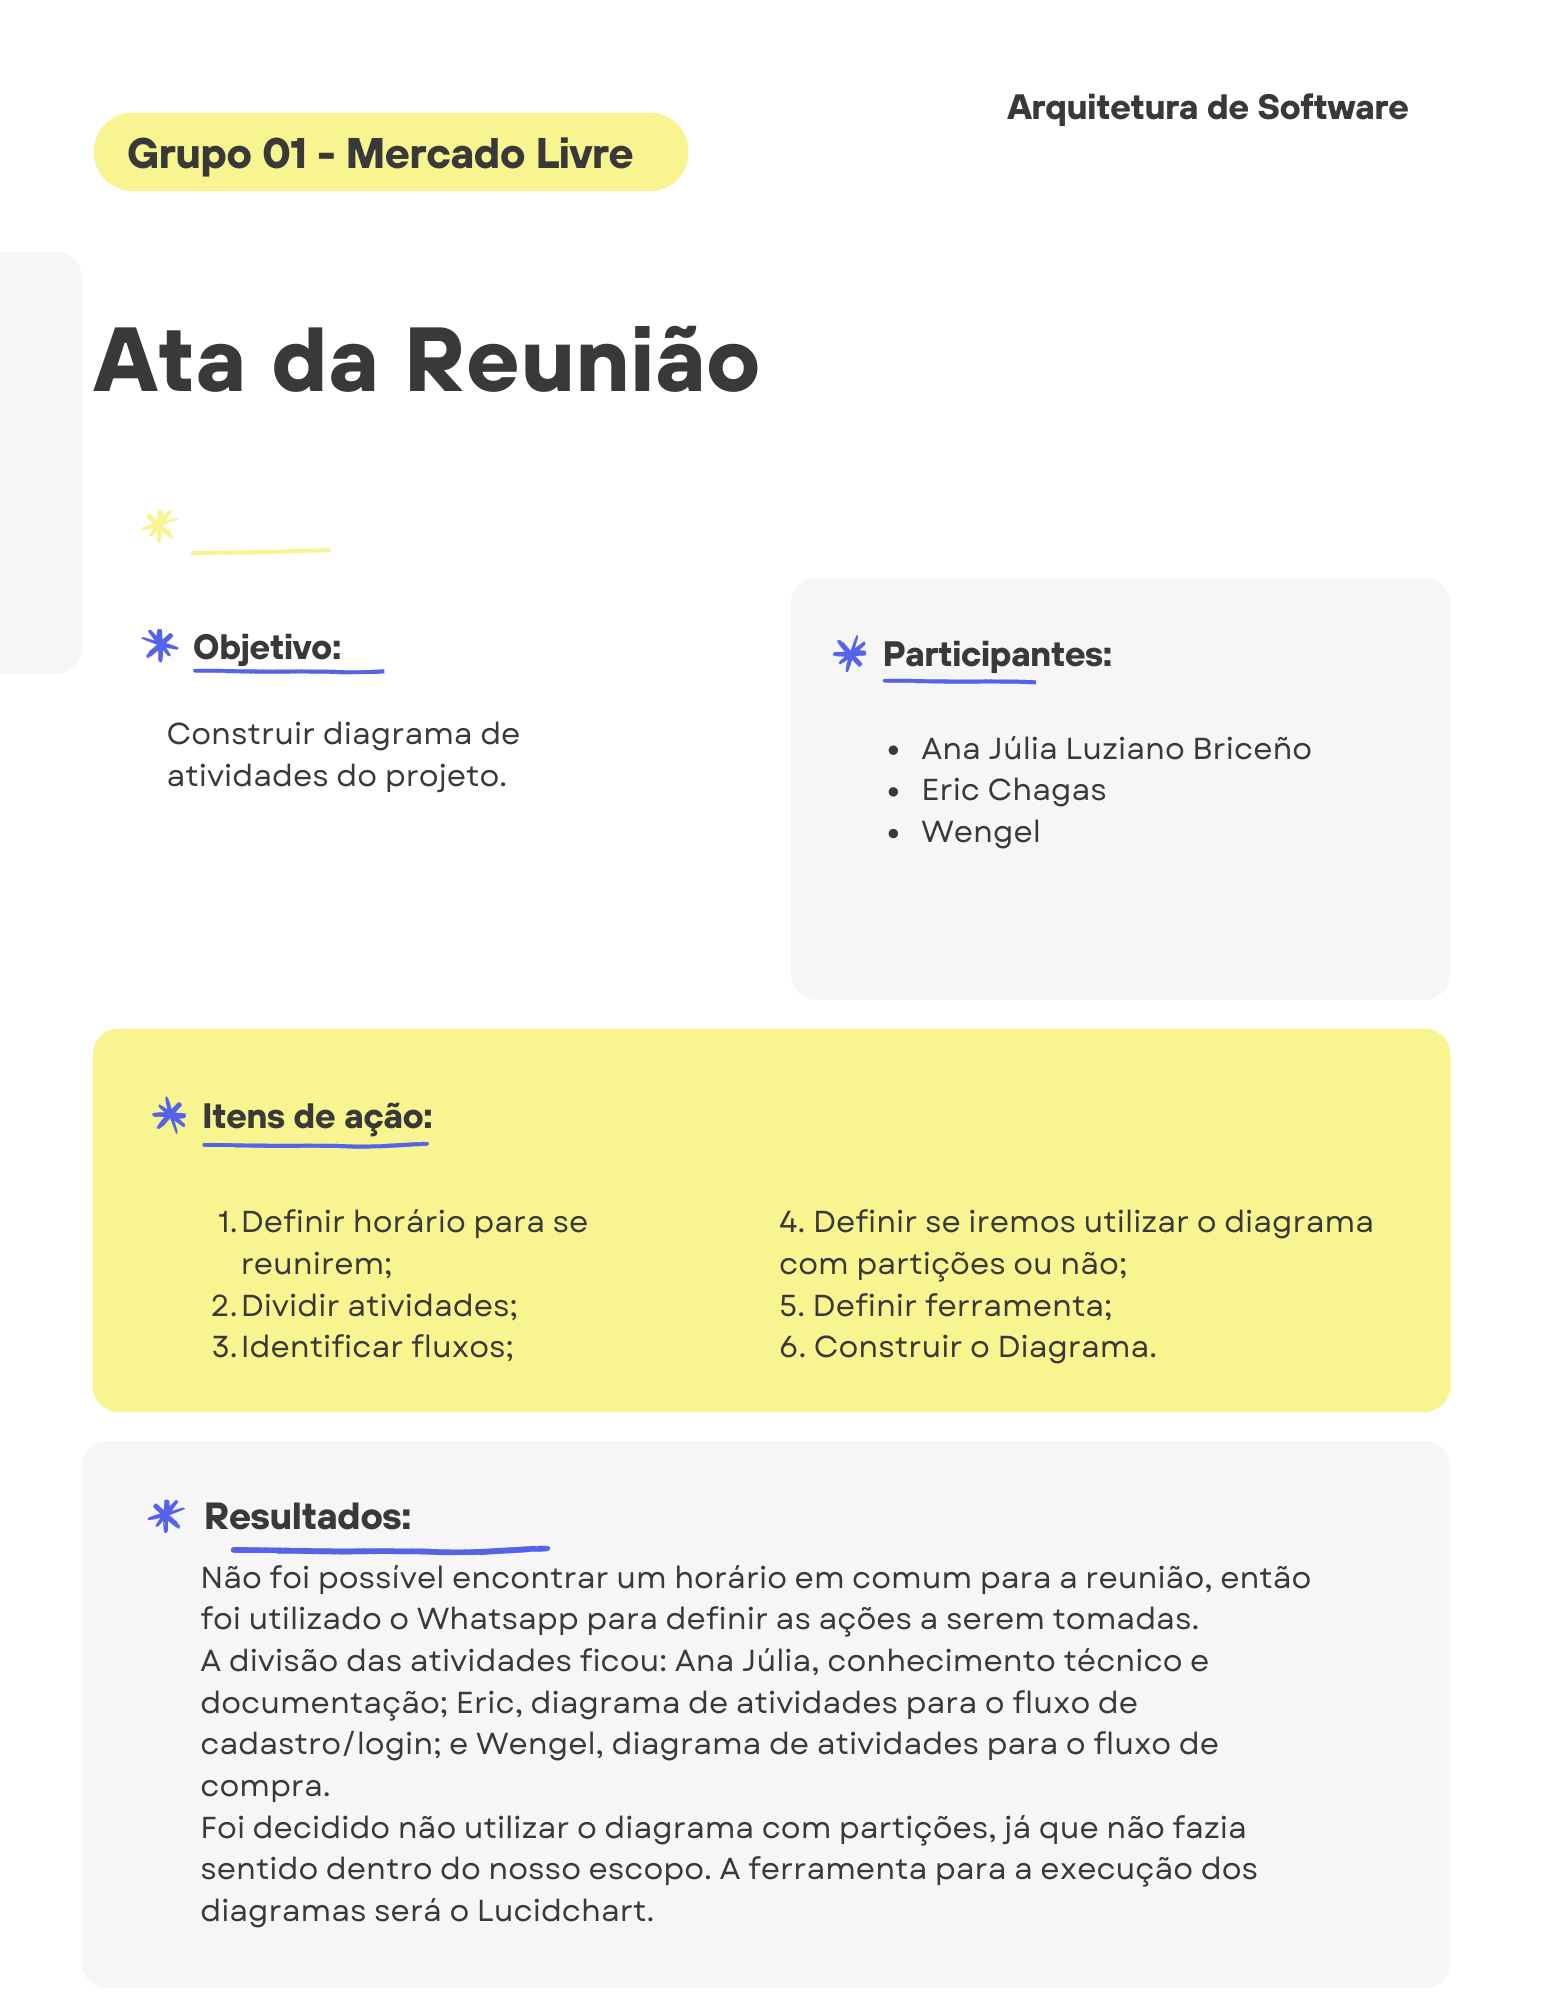 Arquitetura de Software
Grupo 01 - Mercado Livre
Ata da Reunião
Objetivo:
Construir diagrama de
atividades do projeto.
Participantes:
• Ana Júlia Luziano Briceño
• Eric Chagas
• Wengel
Itens de ação:
1. Definir horário para se
reunirem;
2. Dividir atividades;
3. Identificar fluxos;
4. Definir se iremos utilizar o diagrama
com partições ou não;
5. Definir ferramenta;
6. Construir o Diagrama.
Resultados:
Não foi possível encontrar um horário em comum para a reunião, então
foi utilizado o Whatsapp para definir as ações a serem tomadas.
A divisão das atividades ficou: Ana Júlia, conhecimento técnico e
documentação; Eric, diagrama de atividades para o fluxo de
cadastro/login; e Wengel, diagrama de atividades para o fluxo de
compra.
Foi decidido não utilizar o diagrama com partições, já que não fazia
sentido dentro do nosso escopo. A ferramenta para a execução dos
diagramas será o Lucidchart.